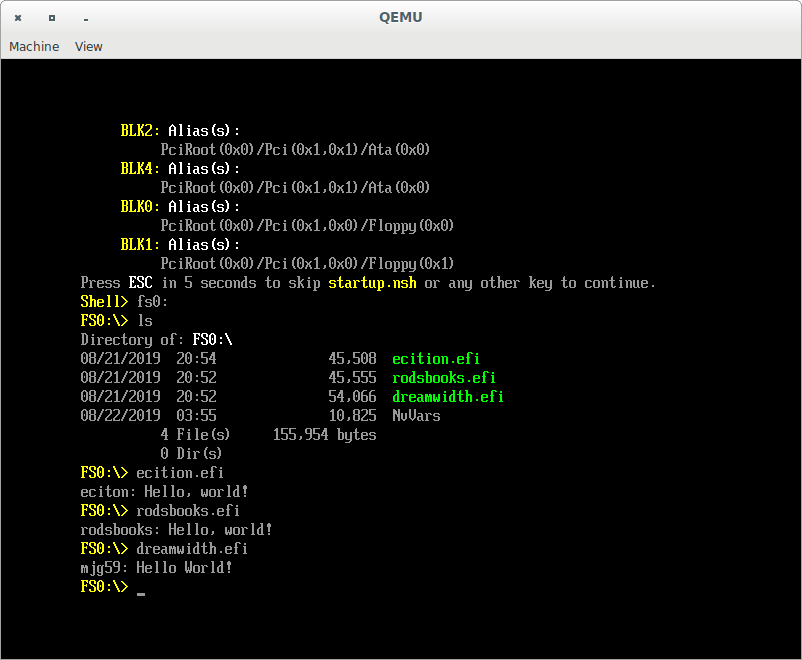 QEMU
Machine View
BLK2: Alias(s):
PciRoot(0x0)/Pci(0x1,0x1)/Ata(0x0)
BLK4: Alias(s):
PciRoot(0x0)/Pci(0x1,0x1)/Ata(0x0)
BLK0: Alias(s):
PciRoot(0x0)/Pci(0x1,0x0)/Floppy(0x0)
BLK1: Alias(s):
PciRoot(0x0)/Pci(0x1,0x0)/Floppy(0x1)
Press ESC in 5 seconds to skip startup.nsh or any other key to continue.
Shell> fs0:
FS0:\> ls
Directory of: FS0:\
08/21/2019 20:54 45,508 ecition.efi
08/21/2019 20:52 45,555 rodsbooks.efi
08/21/2019 20:52 54,066 dreamwidth.efi
08/22/2019 03:55 10,825 NvVars
4 File(s) 155,954 bytes
0 Dir(s)
FS0:\> ecition.efi
eciton: Hello, world!
FS0:\> rodsbooks.efi
rodsbooks: Hello, world!
FS0:\> dreamwidth.efi
mjg59: Hello World!
FS0:\> _